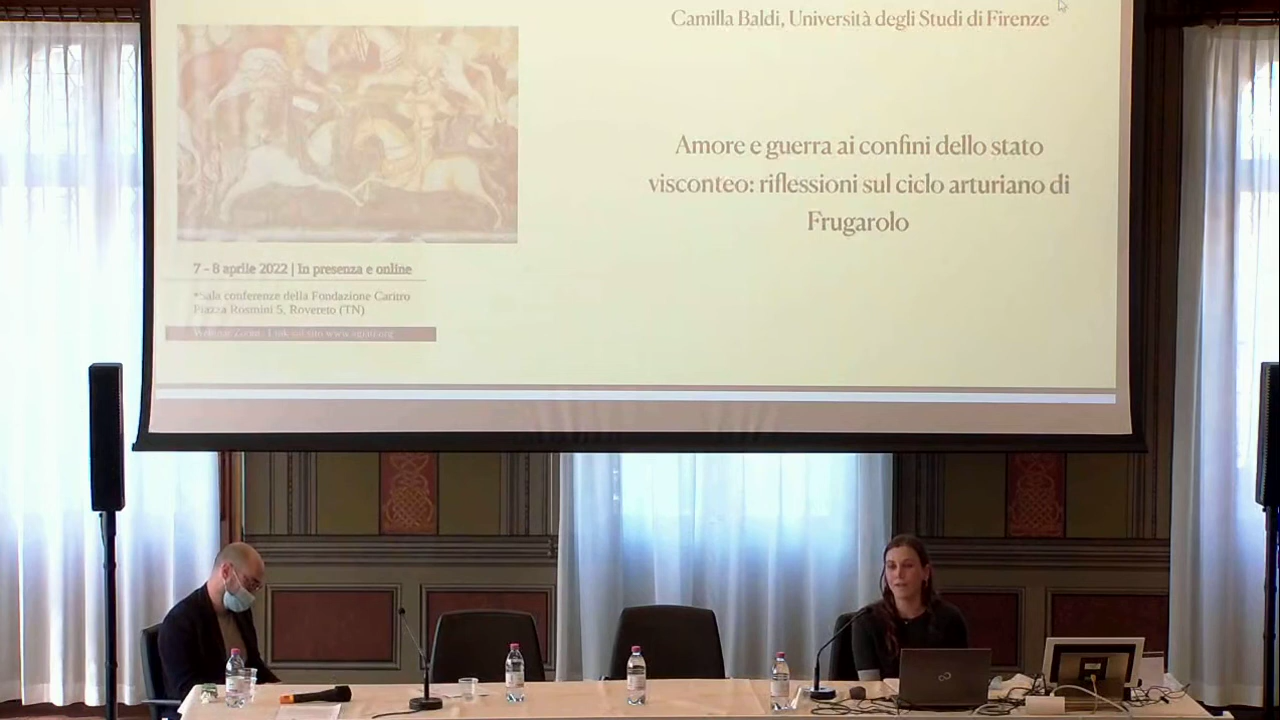 Camilla Baldi, Università degli Studi di Firenze
Amore e guerra ai confini dello stato
visconteo: riflessioni sul ciclo arturiano di
Frugarolo
7 - 8 aprile 2022 | In presenza e online
Sala conferenze della Fondazione Caritro
Piazza Rosmini 5, Rovereto (TN)